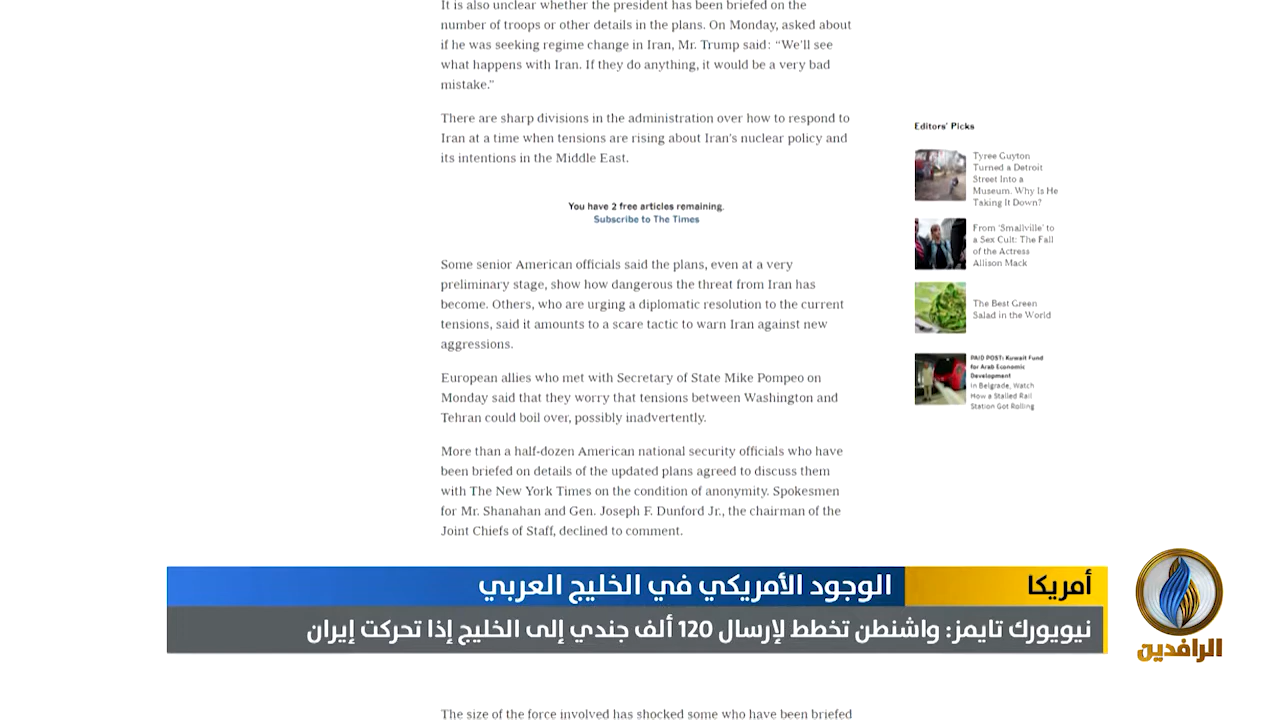 It is also unclear whether the president has been briefed on the
number of troops or other details in the plans. On Monday, asked about
if he was seeking regime change in Iran, Mr. Trump said: “We’ll see
what happens with Iran. If they do anything, it would be a very bad
mistake.”
There are sharp divisions in the administration over how to respond to
Iran at a time when tensions are rising about Iran’s nuclear policy and
its intentions in the Middle East.
You have 2 free articles remaining.
Subscribe to The Times
Some senior American officials said the plans, even at a very
preliminary stage, show how dangerous the threat from Iran has
become. Others, who are urging a diplomatic resolution to the current
tensions, said it amounts to a scare tactic to warn Iran against new
aggressions.
European allies who met with Secretary of State Mike Pompeo on
Monday said that they worry that tensions between Washington and
Tehran could boil over, possibly inadvertently.
More than a half-dozen American national security officials who have
been briefed on details of the updated plans agreed to discuss them
with The New York Times on the condition of anonymity. Spokesmen
for Mr. Shanahan and Gen. Joseph F. Dunford Jr., the chairman of the
Joint Chiefs of Staff, declined to comment.
Editors’ Picks
Tyree Guyton
Turned a Detroit
Street Into a
Museum. Why Is He
Taking It Down?
From ‘Smallville’ to
a Sex Cult: The Fall
of the Actress
Allison Mack
The Best Green
Salad in the World
PAID POST: Kuwait Fund
for Arab Economic
Development
In Belgrade, Watch
How a Stalled Rail
Station Got Rolling
أمريكا
الوجود الأمريكي في الخليج العربي
نيويورك تايمز: واشنطن تخطط لإرسال 120 ألف جندي إلى الخليج إذا تحركت إيران
الرافدين
The size of the force involved has shocked some who have been briefed